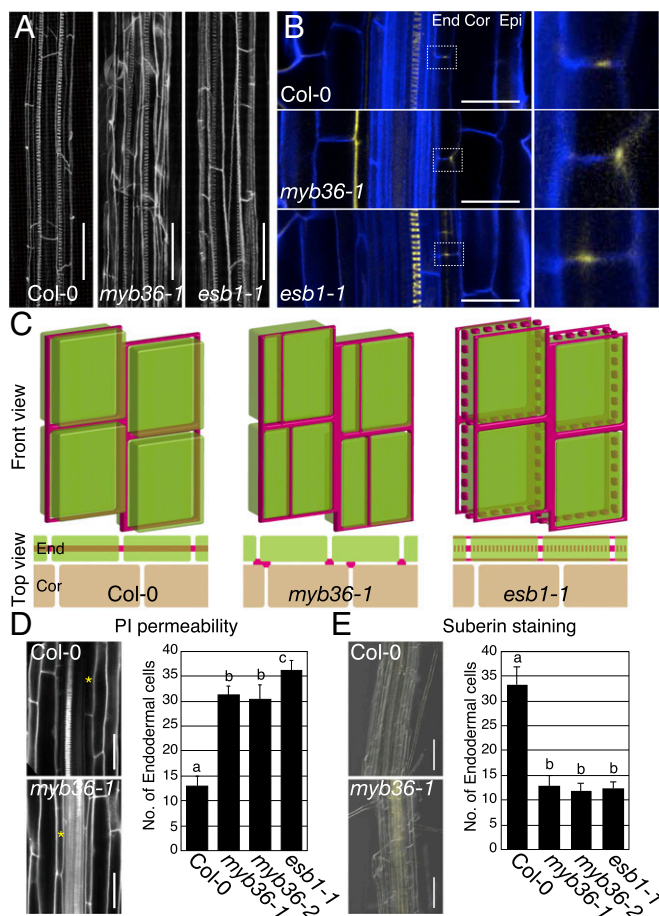 A
Col-0
myb36-1
esb1-1
B
End Cor Epi
Col-0
myb36-1
esb1-1
C
Front view
Top view
End
Cor
Col-0
myb36-1
esb1-1
D
PI permeability
Col-0
*
myb36-1
*
No. of Endodermal cells
40
35
30
25
20
15
10
5
0
a
b
b
c
Col-0
myb36-1
myb36-2
esb1-1
E
Suberin staining
Col-0
myb36-1
No. of Endodermal cells
40
35
30
25
20
15
10
5
0
a
b
b
b
Col-0
myb36-1
myb36-2
esb1-1